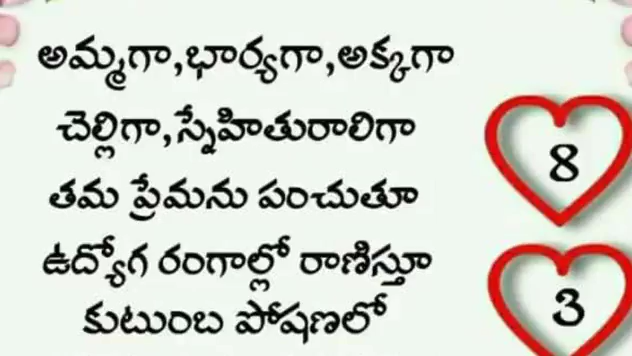 అమ్మగా,భార్యగా,అక్కగా
చెల్లిగా,స్నేహితురాలిగా
8
తమ ప్రేమను పంచుతూ
ఉద్యోగ రంగాల్లో రాణిస్తూ
3
కుటుంబ పోషణలో